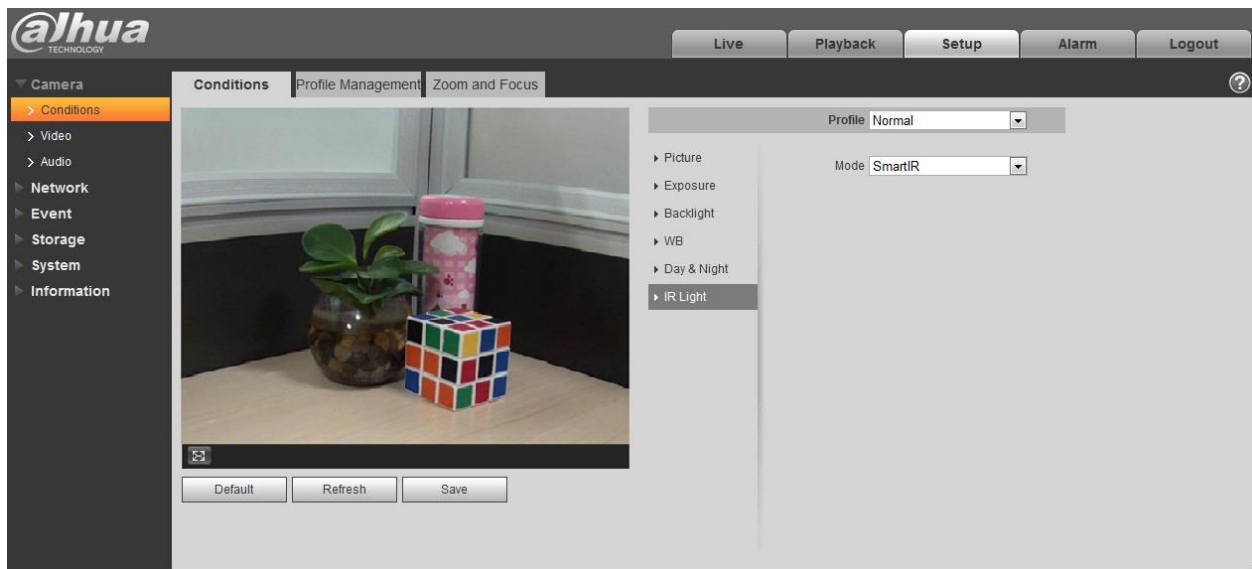 alhua
TECHNOLOGY
Live
Playback
Setup
Alarm
Logout
Camera
Conditions
Video
Audio
Network
Event
Storage
System
Information
Conditions
Profile Management
Zoom and Focus
?
Profile Normal
Picture
Exposure
Backlight
WB
Day & Night
IR Light
Mode SmartIR
Default
Refresh
Save